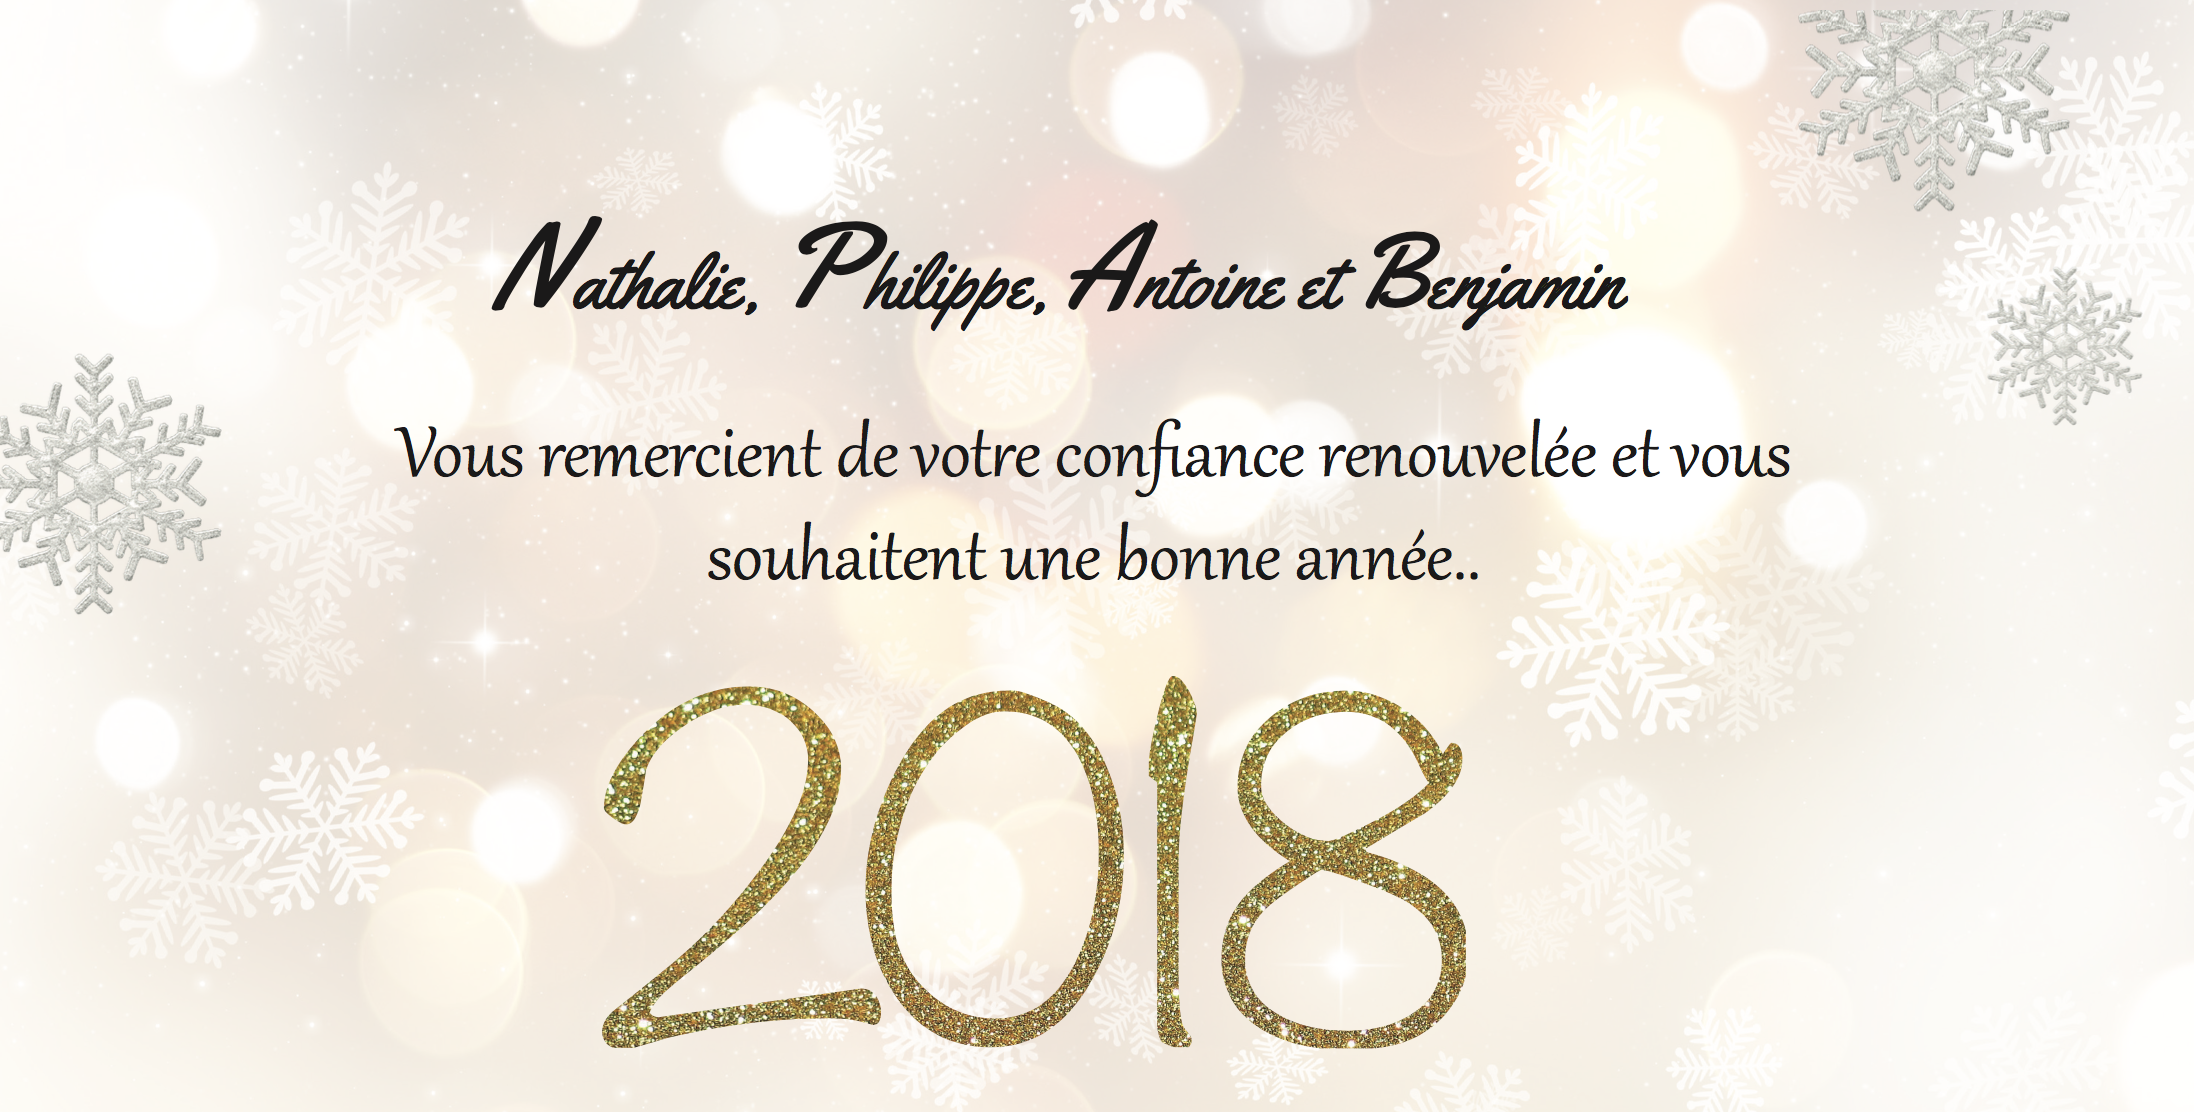 Nathalie, Philippe, Antoine et Benjamin
Vous remercient de votre confiance renouvelée et vous
souhaitent une bonne année..
2018